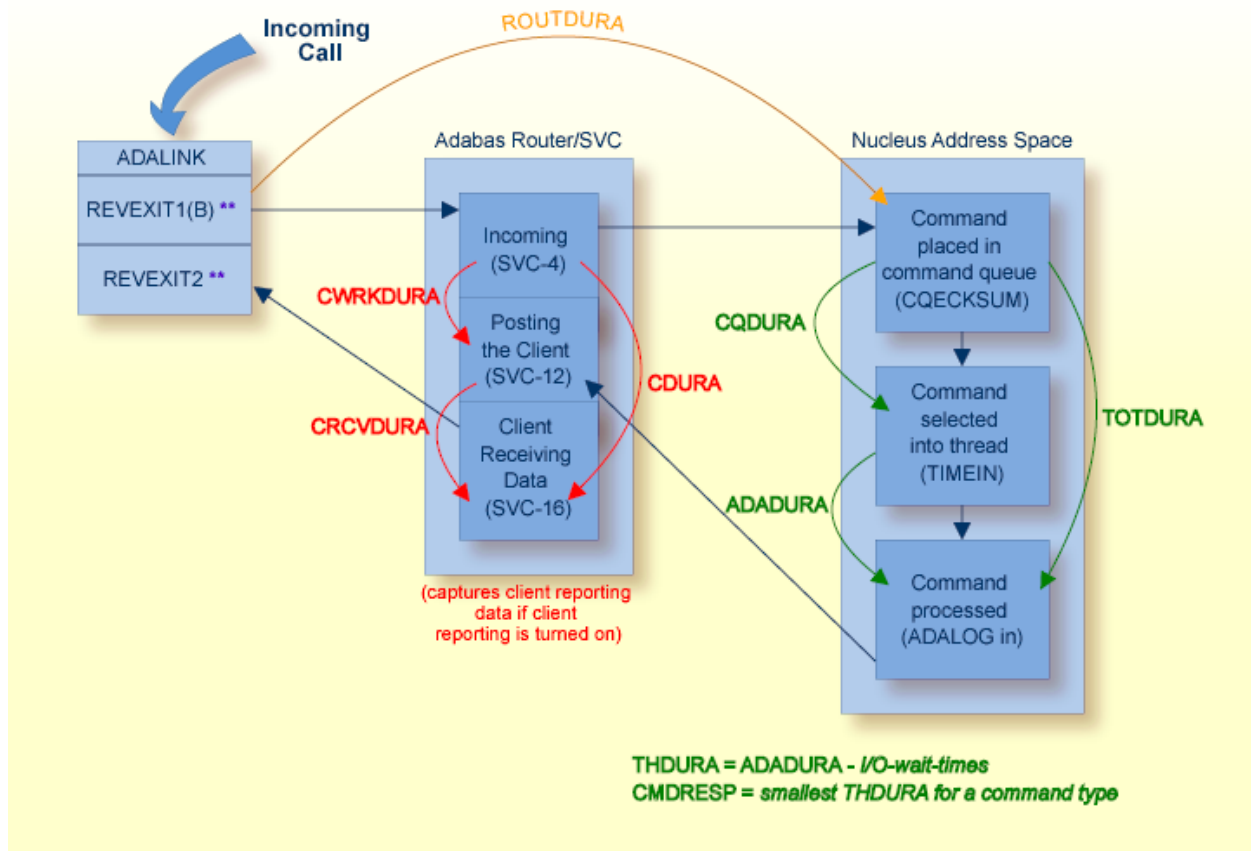 ROUTDURA
Incoming
Call
ADALINK
REVEXIT1(B) **
REVEXIT2 **
Adabas Router/SVC
Incoming
(SVC-4)
CWRKDURA
Posting
the Client
(SVC-12)
CDURA
CRCVDURA
Client
Receiving
Data
(SVC-16)
(captures client reporting
data if client
reporting is turned on)
Nucleus Address Space
Command
placed in
command queue
(CQECKSUM)
CQDURA
Command
selected
into thread
(TIMEIN)
TOTDURA
ADADURA
Command
processed
(ADALOG in)
THDURA = ADADURA - I/O-wait-times
CMDRESP = smallest THDURA for a command type